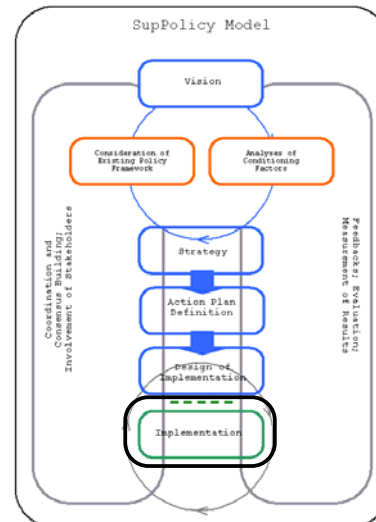 SupPolicy Model
Vision
Consideration of
Existing Policy
Framework
Analyses of
Conditioning
Factors
Coordination and
Consensus Building;
Involvement of Stakeholders
Feedbacks; Evaluation;
Measurement of Results
Strategy
Action Plan
Definition
Design of
Implementation
Implementation